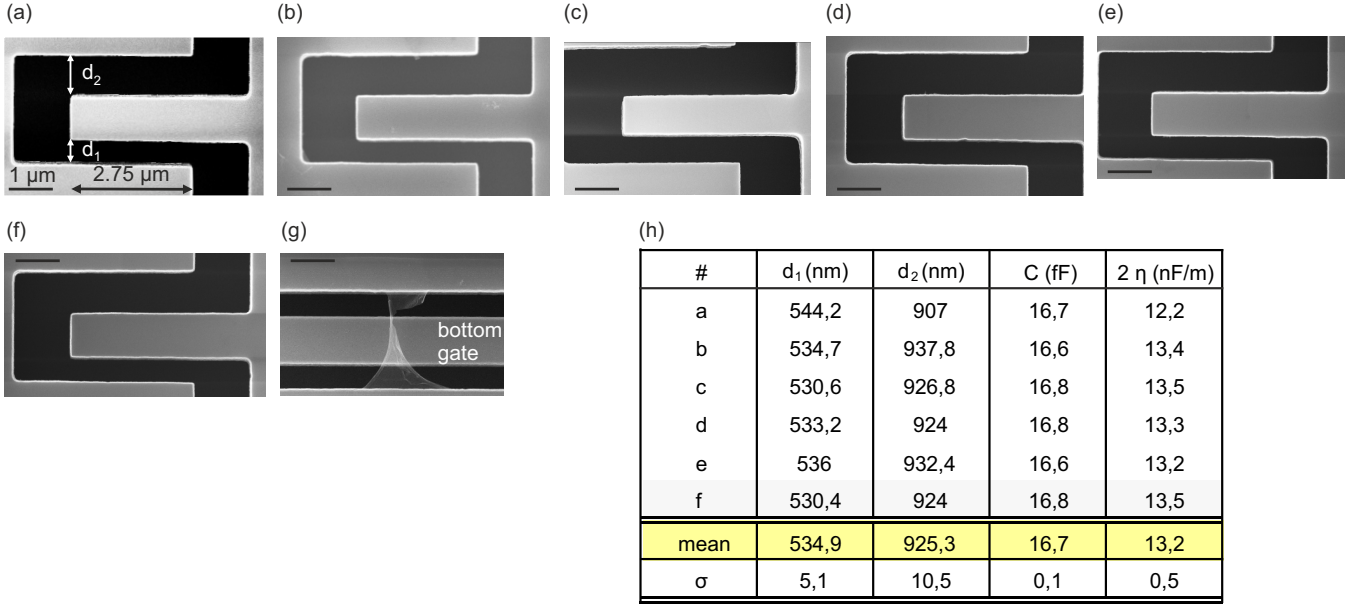 (a)
(b)
(c)
(d)
(e)
d₂
d₁
1 µm
2.75 µm
(f)
(g)
(h)
bottom
gate
# d₁ (nm) d₂ (nm) C (fF) 2 η (nF/m)
a 544,2 907 16,7 12,2
b 534,7 937,8 16,6 13,4
c 530,6 926,8 16,8 13,5
d 533,2 924 16,8 13,3
e 536 932,4 16,6 13,2
f 530,4 924 16,8 13,5
mean 534,9 925,3 16,7 13,2
σ 5,1 10,5 0,1 0,5